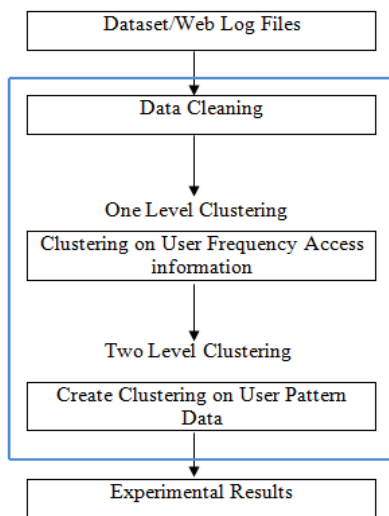 Dataset/Web Log Files
Data Cleaning
One Level Clustering
Clustering on User Frequency Access
information
Two Level Clustering
Create Clustering on User Pattern
Data
Experimental Results